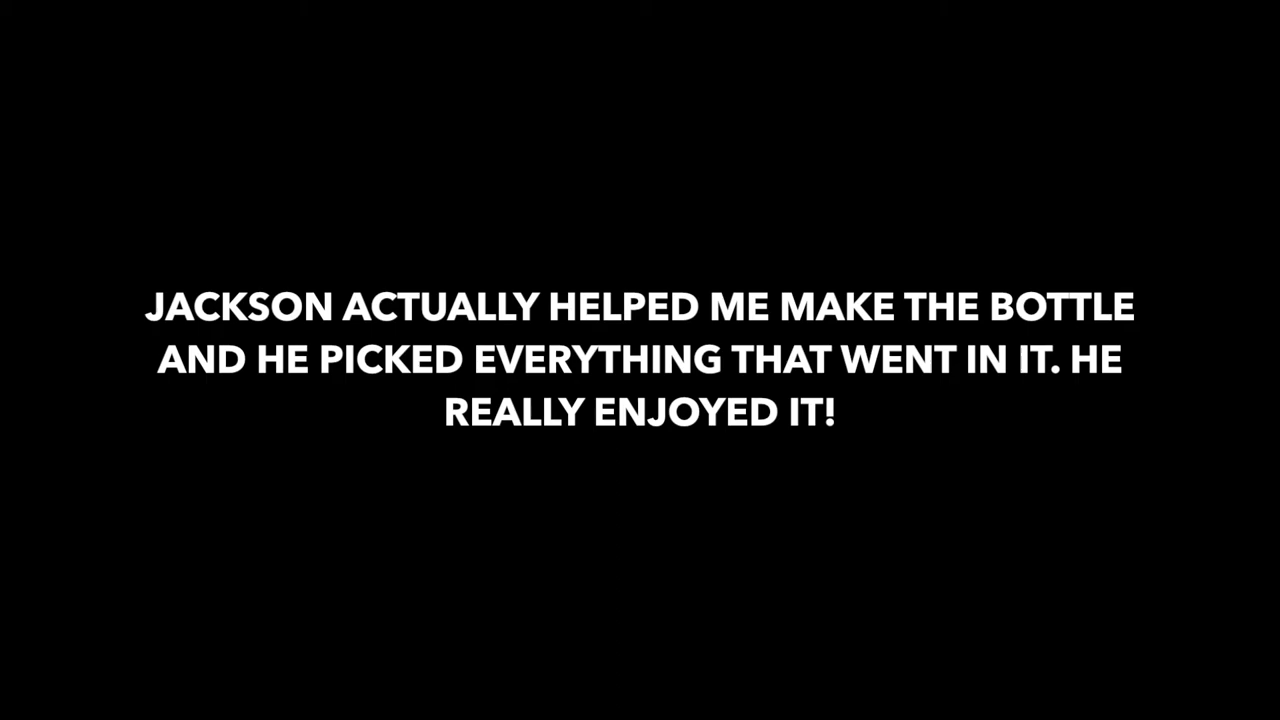 JACKSON ACTUALLY HELPED ME MAKE THE BOTTLE
AND HE PICKED EVERYTHING THAT WENT IN IT. HE
REALLY ENJOYED IT!